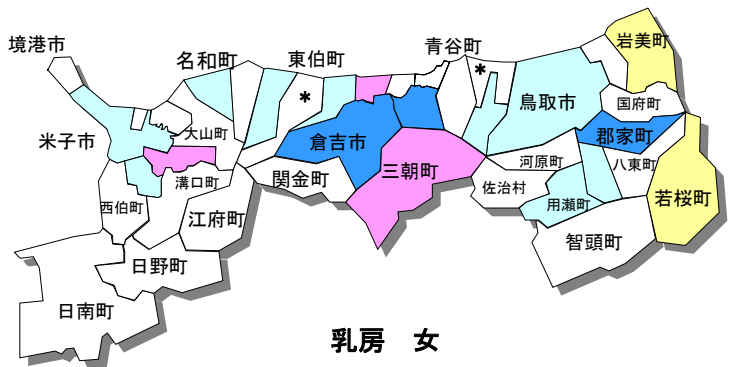 境港市
名和町
東伯町
青谷町
岩美町
米子市
大山町
*
*
鳥取市
国府町
倉吉市
郡家町
溝口町
関金町
三朝町
河原町
八東町
西伯町
江府町
佐治村
用瀬町
若桜町
日野町
智頭町
日南町
乳房 女